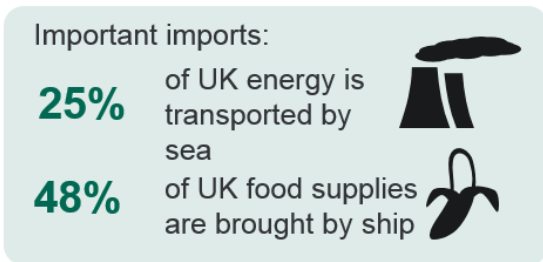 Important imports:
25%
of UK energy is
transported by
sea
48%
of UK food supplies
are brought by ship